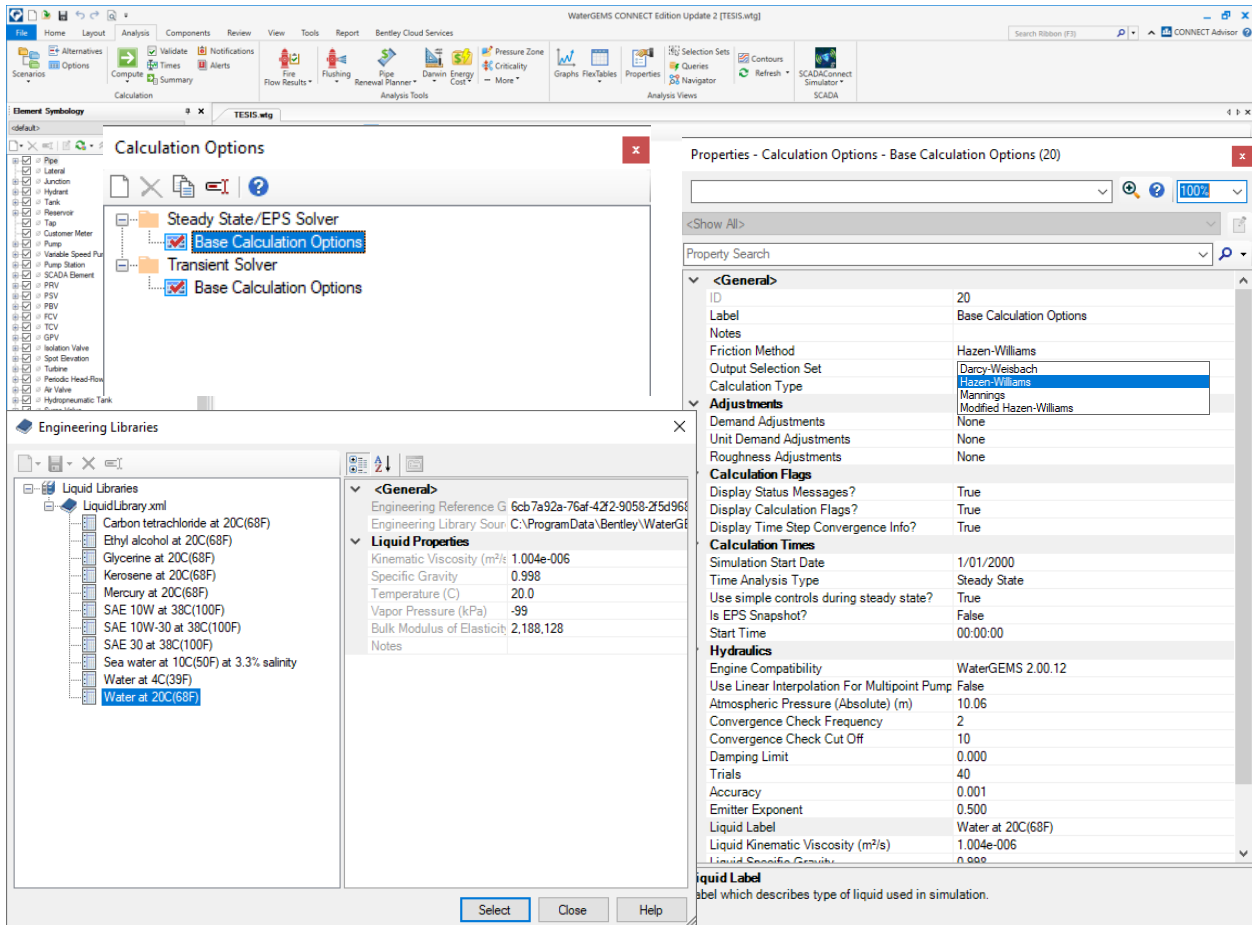 WaterGEMS CONNECT Edition Update 2 [TESIS.wtg]
File Home Layout Analysis Components Review View Tools Report Bentley Cloud Services
Search Ribbon (F3)
CONNECT Advisor
Scenarios
Alternatives
Options
Compute
Validate
Times
Summary
Notifications
Alerts
Calculation
Fire
Flow Results
Flushing
Pipe
Renewal Planner
Darwin
Energy
Cost
Pressure Zone
Criticality
More
Analysis Tools
Graphs
FlexTables
Properties
Selection Sets
Queries
Navigator
Contours
Refresh
Analysis Views
SCADAConnect
Simulator
SCADA
Element Symbology
TESIS.wtg
<default>
Pipe
Lateral
Junction
Hydrant
Tank
Reservoir
Tap
Customer Meter
Pump
Variable Speed Pu
Pump Station
SCADA Element
PRV
PSV
PBV
FCV
TCV
GPV
Isolation Valve
Spot Elevation
Turbine
Periodic Head-Flow
Air Valve
Hydropneumatic Tank
Calculation Options
Steady State/EPS Solver
Base Calculation Options
Transient Solver
Base Calculation Options
Properties - Calculation Options - Base Calculation Options (20)
100%
<Show All>
Property Search
<General>
ID 20
Label Base Calculation Options
Notes
Friction Method Hazen-Williams
Output Selection Set Darcy-Weisbach
Hazen-Williams
Calculation Type
Mannings
Adjustments
Modified Hazen-Williams
Demand Adjustments None
Unit Demand Adjustments None
Roughness Adjustments None
Calculation Flags
Display Status Messages? True
Display Calculation Flags? True
Display Time Step Convergence Info? True
Calculation Times
Simulation Start Date 1/01/2000
Time Analysis Type Steady State
Use simple controls during steady state? True
Is EPS Snapshot? False
Start Time 00:00:00
Hydraulics
Engine Compatibility WaterGEMS 2.00.12
Use Linear Interpolation For Multipoint Pump False
Atmospheric Pressure (Absolute) (m) 10.06
Convergence Check Frequency 2
Convergence Check Cut Off 10
Damping Limit 0.000
Trials 40
Accuracy 0.001
Emitter Exponent 0.500
Liquid Label Water at 20C(68F)
Liquid Kinematic Viscosity (m²/s) 1.004e-006
Liquid Specific Gravity 0.998
iquid Label
abel which describes type of liquid used in simulation.
Engineering Libraries
Liquid Libraries
LiquidLibrary.xml
Carbon tetrachloride at 20C(68F)
Ethyl alcohol at 20C(68F)
Glycerine at 20C(68F)
Kerosene at 20C(68F)
Mercury at 20C(68F)
SAE 10W at 38C(100F)
SAE 10W-30 at 38C(100F)
SAE 30 at 38C(100F)
Sea water at 10C(50F) at 3.3% salinity
Water at 4C(39F)
Water at 20C(68F)
<General>
Engineering Reference G 6cb7a92a-76af-42f2-9058-2f5d968
Engineering Library Sour C:\ProgramData\Bentley\WaterGE
Liquid Properties
Kinematic Viscosity (m²/s 1.004e-006
Specific Gravity 0.998
Temperature (C) 20.0
Vapor Pressure (kPa) -99
Bulk Modulus of Elasticity 2,188,128
Notes
Select Close Help